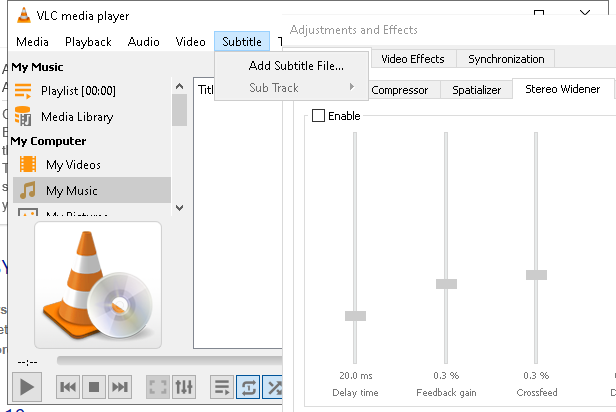 VLC media player
Media Playback Audio Video Subtitle T
Add Subtitle File...
Sub Track
My Music
Playlist [00:00]
Media Library
My Computer
My Videos
My Music
My Pictures
Titl
--:--
Adjustments and Effects
Video Effects Synchronization
Compressor Spatializer Stereo Widener
Enable
20.0 ms 0.3 % 0.3 %
Delay time Feedback gain Crossfeed D